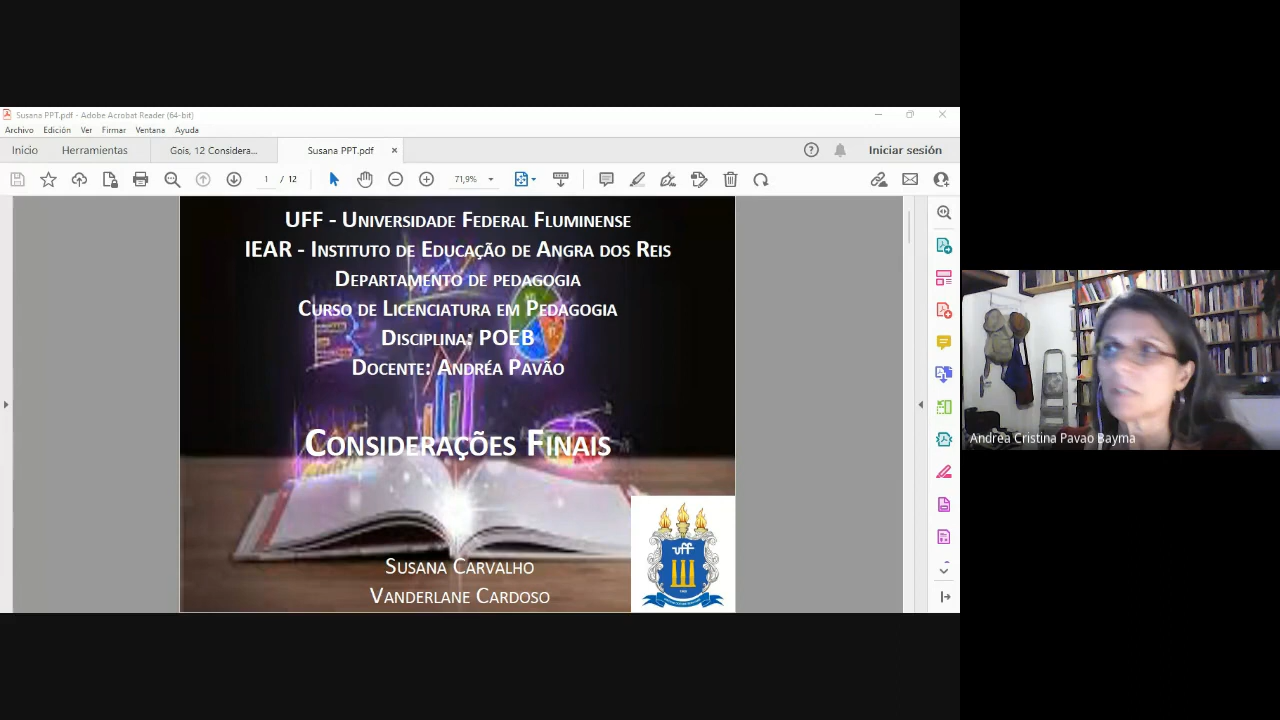 Susana PPT.pdf - Adobe Acrobat Reader (64-bit)
Archivo Edición Ver Firmar Ventana Ayuda
Inicio Herramientas Gois, 12 Considera... Susana PPT.pdf × Iniciar sesión
1 / 12 71,9%
UFF - Universidade Federal Fluminense
IEAR - Instituto de Educação de Angra dos Reis
Departamento de pedagogia
Curso de Licenciatura em Pedagogia
Disciplina: POEB
Docente: Andréa Pavão
Considerações Finais
uff
Susana Carvalho
Vanderlane Cardoso
Andrea Cristina Pavao Bayma